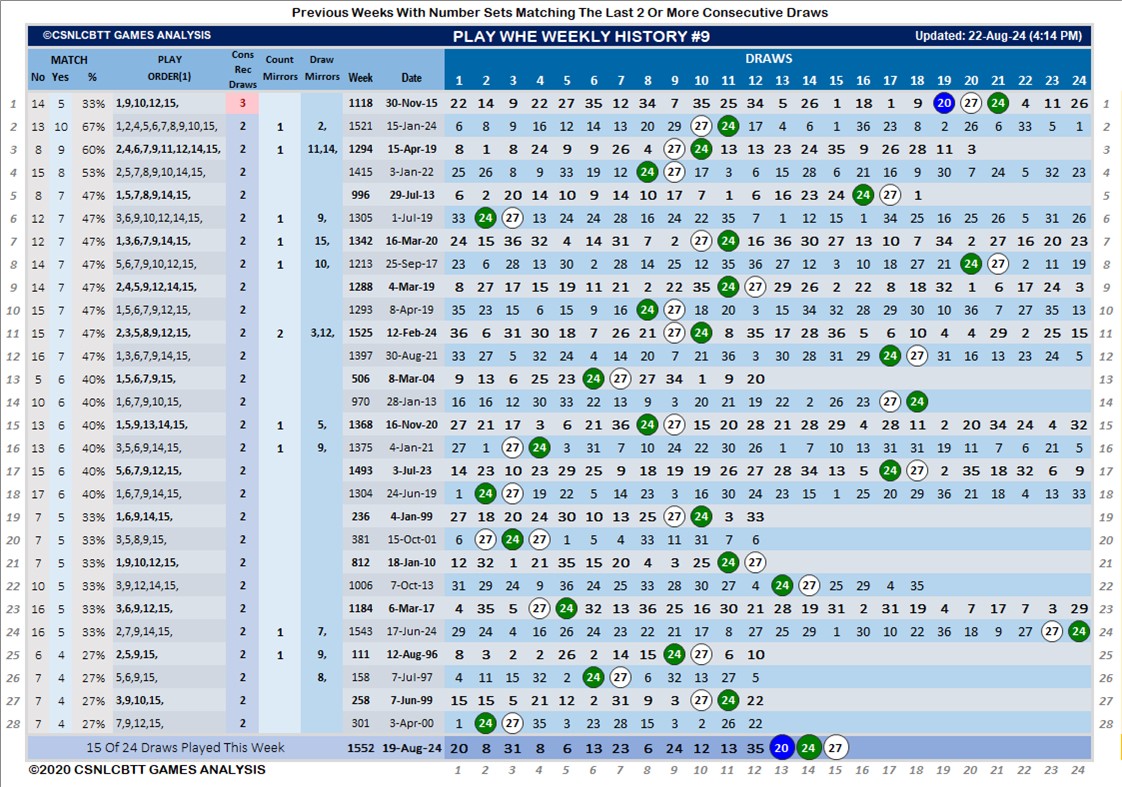 Previous Weeks With Number Sets Matching The Last 2 Or More Consecutive Draws
©CSNLCBTT GAMES ANALYSIS PLAY WHE WEEKLY HISTORY #9 Updated: 22-Aug-24 (4:14 PM)
MATCH PLAY Cons Count Draw DRAWS
No Yes % ORDER(1) Rec Draws Mirrors Mirrors Week Date 1 2 3 4 5 6 7 8 9 10 11 12 13 14 15 16 17 18 19 20 21 22 23 24
1 14 5 33% 1,9,10,12,15, 3 1118 30-Nov-15 22 14 9 22 27 35 12 34 7 35 25 34 5 26 1 18 1 9 20 27 24 4 11 26 1
2 13 10 67% 1,2,4,5,6,7,8,9,10,15, 2 1 2, 1521 15-Jan-24 6 8 9 16 12 14 13 20 29 27 24 17 4 6 1 36 23 8 2 26 6 33 5 1 2
3 8 9 60% 2,4,6,7,9,11,12,14,15, 2 1 11,14, 1294 15-Apr-19 8 1 8 24 9 9 26 4 27 24 13 13 23 24 35 9 26 28 11 3 3
4 15 8 53% 2,5,7,8,9,10,14,15, 2 1415 3-Jan-22 25 26 8 9 33 19 12 24 27 17 3 6 15 28 6 21 16 9 30 7 24 5 32 23 4
5 8 7 47% 1,5,7,8,9,14,15, 2 996 29-Jul-13 6 2 20 14 10 9 14 10 17 7 1 6 16 23 24 24 27 1 5
6 12 7 47% 3,6,9,10,12,14,15, 2 1 9, 1305 1-Jul-19 33 24 27 13 24 24 28 16 24 22 35 7 1 12 15 1 34 25 16 25 26 5 31 26 6
7 12 7 47% 1,3,6,7,9,14,15, 2 1 15, 1342 16-Mar-20 24 15 36 32 4 14 31 7 2 27 24 16 36 30 27 13 10 7 34 2 27 16 20 23 7
8 14 7 47% 5,6,7,9,10,12,15, 2 1 10, 1213 25-Sep-17 23 6 28 13 30 2 28 14 25 12 35 36 27 12 3 10 18 27 21 24 27 2 11 19 8
9 14 7 47% 2,4,5,9,12,14,15, 2 1288 4-Mar-19 8 27 17 15 19 11 21 2 22 35 24 27 29 26 2 22 8 18 32 1 6 17 24 3 9
10 15 7 47% 1,5,6,7,9,12,15, 2 1293 8-Apr-19 35 23 15 6 15 9 16 24 27 18 20 3 15 34 32 28 29 30 10 36 7 27 35 13 10
11 15 7 47% 2,3,5,8,9,12,15, 2 2 3,12, 1525 12-Feb-24 36 6 31 30 18 7 26 21 27 24 8 35 17 28 36 5 6 10 4 4 29 2 25 15 11
12 16 7 47% 1,3,6,7,9,14,15, 2 1397 30-Aug-21 33 27 5 32 24 4 14 20 7 21 36 3 30 28 31 29 24 27 31 16 13 23 24 5 12
13 5 6 40% 1,5,6,7,9,15, 2 506 8-Mar-04 9 13 6 25 23 24 27 27 34 1 9 20 13
14 10 6 40% 1,6,7,9,10,15, 2 970 28-Jan-13 16 16 12 30 33 22 13 9 3 20 21 19 22 2 26 23 27 24 14
15 13 6 40% 1,5,9,13,14,15, 2 1 5, 1368 16-Nov-20 27 21 17 3 6 21 36 24 27 15 20 28 21 28 29 4 28 11 2 20 34 24 4 32 15
16 13 6 40% 3,5,6,9,14,15, 2 1 9, 1375 4-Jan-21 27 1 27 24 3 31 7 10 24 22 30 26 1 7 10 13 31 31 19 11 7 6 21 5 16
17 15 6 40% 5,6,7,9,12,15, 2 1493 3-Jul-23 14 23 10 23 29 25 9 18 19 19 26 27 28 34 13 5 24 27 2 35 18 32 6 9 17
18 17 6 40% 1,6,7,9,14,15, 2 1304 24-Jun-19 1 24 27 19 22 5 14 23 3 16 30 24 23 15 1 25 20 29 36 21 18 4 13 33 18
19 7 5 33% 1,6,9,14,15, 2 236 4-Jan-99 27 18 20 24 30 10 13 25 27 24 3 33 19
20 7 5 33% 3,5,8,9,15, 2 381 15-Oct-01 6 27 24 27 1 5 4 33 11 31 7 6 20
21 7 5 33% 1,9,10,12,15, 2 812 18-Jan-10 12 32 1 21 35 15 20 4 3 25 24 27 21
22 10 5 33% 3,9,12,14,15, 2 1006 7-Oct-13 31 29 24 9 36 24 25 33 28 30 27 4 24 27 15 29 4 35 22
23 16 5 33% 3,6,9,12,15, 2 1184 6-Mar-17 4 35 5 27 24 32 13 36 25 16 30 21 28 19 31 2 31 19 4 7 17 7 3 29 23
24 16 5 33% 2,7,9,14,15, 2 1 7, 1543 17-Jun-24 29 24 4 16 26 24 23 22 21 17 8 27 25 29 1 30 10 22 36 18 9 27 27 24 24
25 6 4 27% 2,5,9,15, 2 1 9, 111 12-Aug-96 8 3 2 2 26 2 14 15 24 27 6 10 25
26 7 4 27% 5,6,9,15, 2 8, 158 7-Jul-97 4 11 15 32 2 24 27 6 32 13 27 5 26
27 7 4 27% 3,9,10,15, 2 258 7-Jun-99 15 15 5 21 12 2 31 9 3 27 24 22 27
28 7 4 27% 7,9,12,15, 2 301 3-Apr-00 1 24 27 35 3 23 28 15 3 2 26 22 28
15 Of 24 Draws Played This Week 1552 19-Aug-24 20 8 31 8 6 13 23 6 24 12 13 35 20 24 27
©2020 CSNLCBTT GAMES ANALYSIS 1 2 3 4 5 6 7 8 9 10 11 12 13 14 15 16 17 18 19 20 21 22 23 24